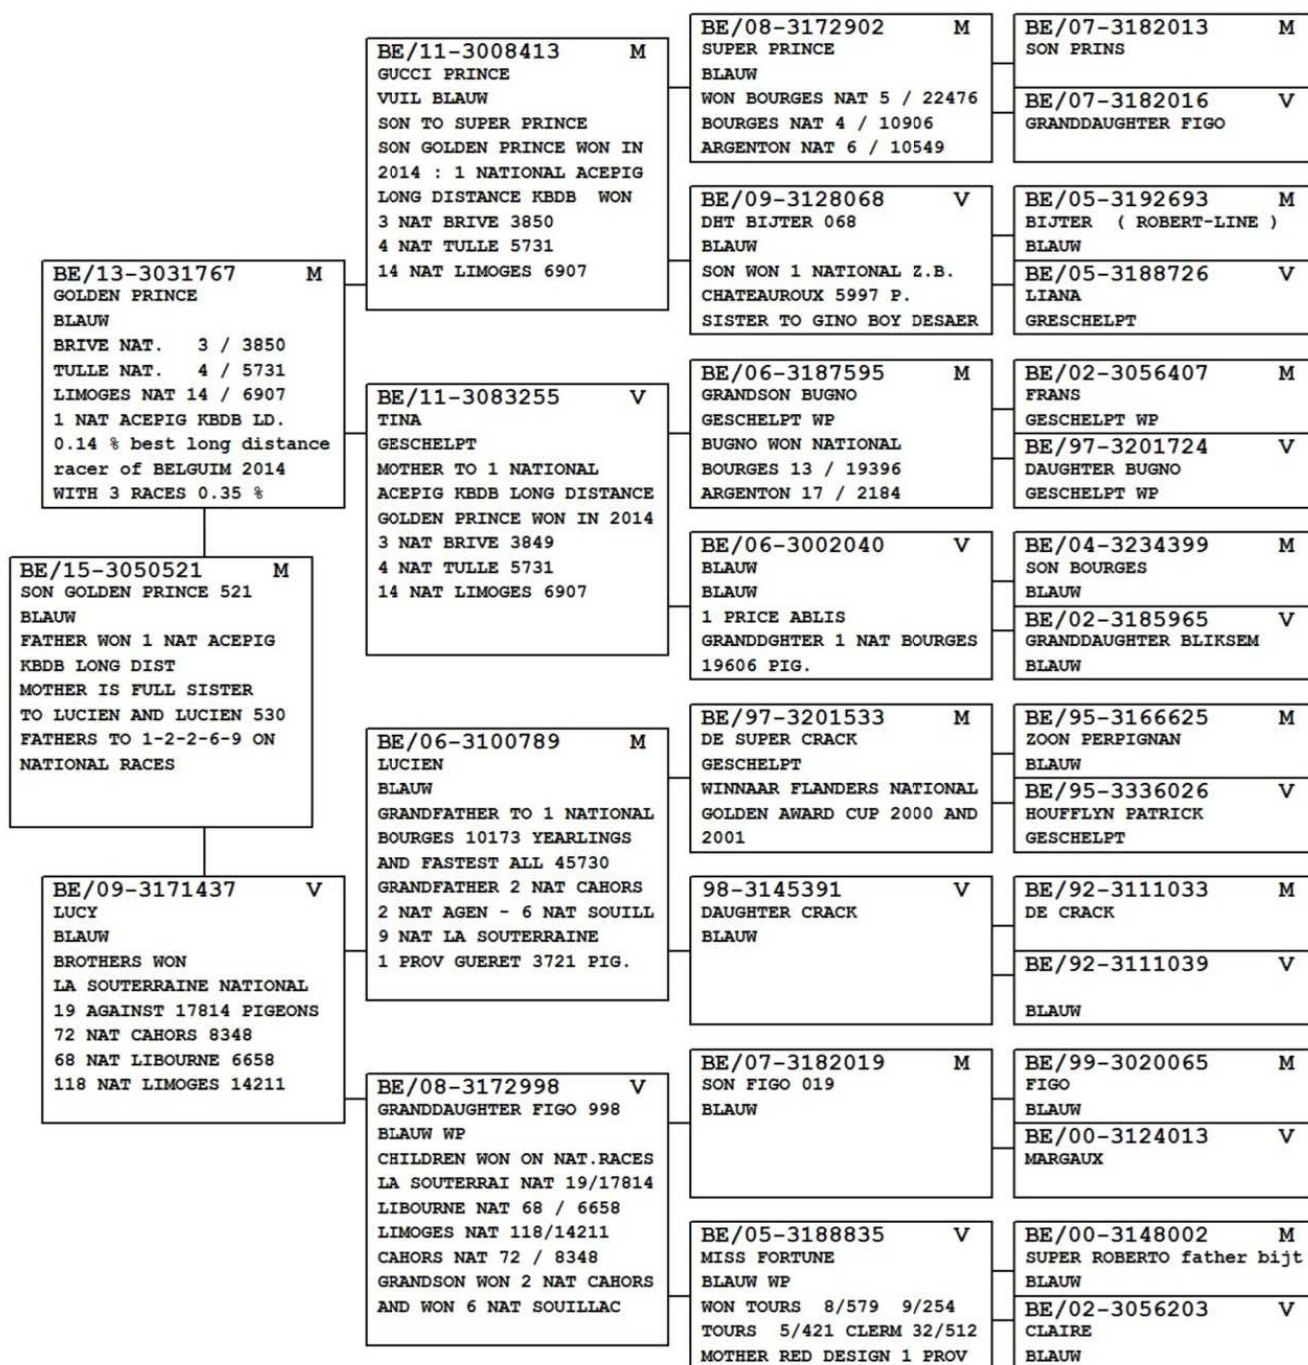 BE/15-3050521 M
SON GOLDEN PRINCE 521
BLAUW
FATHER WON 1 NAT ACEPIG
KBDB LONG DIST
MOTHER IS FULL SISTER
TO LUCIEN AND LUCIEN 530
FATHERS TO 1-2-2-6-9 ON
NATIONAL RACES
BE/13-3031767 M
GOLDEN PRINCE
BLAUW
BRIVE NAT. 3 / 3850
TULLE NAT. 4 / 5731
LIMOGES NAT 14 / 6907
1 NAT ACEPIG KBDB LD.
0.14 % best long distance
racer of BELGUIM 2014
WITH 3 RACES 0.35 %
BE/09-3171437 V
LUCY
BLAUW
BROTHERS WON
LA SOUTERRAINE NATIONAL
19 AGAINST 17814 PIGEONS
72 NAT CAHORS 8348
68 NAT LIBOURNE 6658
118 NAT LIMOGES 14211
BE/11-3008413 M
GUCCI PRINCE
VUIL BLAUW
SON TO SUPER PRINCE
SON GOLDEN PRINCE WON IN
2014 : 1 NATIONAL ACEPIG
LONG DISTANCE KBDB WON
3 NAT BRIVE 3850
4 NAT TULLE 5731
14 NAT LIMOGES 6907
BE/11-3083255 V
TINA
GESCHELPT
MOTHER TO 1 NATIONAL
ACEPIG KBDB LONG DISTANCE
GOLDEN PRINCE WON IN 2014
3 NAT BRIVE 3849
4 NAT TULLE 5731
14 NAT LIMOGES 6907
BE/06-3100789 M
LUCIEN
BLAUW
GRANDFATHER TO 1 NATIONAL
BOURGES 10173 YEARLINGS
AND FASTEST ALL 45730
GRANDFATHER 2 NAT CAHORS
2 NAT AGEN - 6 NAT SOUILL
9 NAT LA SOUTERRAINE
1 PROV GUERET 3721 PIG.
BE/08-3172998 V
GRANDDAUGHTER FIGO 998
BLAUW WP
CHILDREN WON ON NAT.RACES
LA SOUTERRAI NAT 19/17814
LIBOURNE NAT 68 / 6658
LIMOGES NAT 118/14211
CAHORS NAT 72 / 8348
GRANDSON WON 2 NAT CAHORS
AND WON 6 NAT SOUILLAC
BE/08-3172902 M
SUPER PRINCE
BLAUW
WON BOURGES NAT 5 / 22476
BOURGES NAT 4 / 10906
ARGENTON NAT 6 / 10549
BE/09-3128068 V
DHT BIJTER 068
BLAUW
SON WON 1 NATIONAL Z.B.
CHATEAUROUX 5997 P.
SISTER TO GINO BOY DESAER
BE/06-3187595 M
GRANDSON BUGNO
GESCHELPT WP
BUGNO WON NATIONAL
BOURGES 13 / 19396
ARGENTON 17 / 2184
BE/06-3002040 V
BLAUW
BLAUW
1 PRICE ABLIS
GRANDDGHTER 1 NAT BOURGES
19606 PIG.
BE/97-3201533 M
DE SUPER CRACK
GESCHELPT
WINNAAR FLANDERS NATIONAL
GOLDEN AWARD CUP 2000 AND
2001
98-3145391 V
DAUGHTER CRACK
BLAUW
BE/07-3182019 M
SON FIGO 019
BLAUW
BE/05-3188835 V
MISS FORTUNE
BLAUW WP
WON TOURS 8/579 9/254
TOURS 5/421 CLERM 32/512
MOTHER RED DESIGN 1 PROV
BE/07-3182013 M
SON PRINS
BE/07-3182016 V
GRANDDAUGHTER FIGO
BE/05-3192693 M
BIJTER ( ROBERT-LINE )
BLAUW
BE/05-3188726 V
LIANA
GRESCHELPT
BE/02-3056407 M
FRANS
GESCHELPT WP
BE/97-3201724 V
DAUGHTER BUGNO
GESCHELPT WP
BE/04-3234399 M
SON BOURGES
BLAUW
BE/02-3185965 V
GRANDDAUGHTER BLIKSEM
BLAUW
BE/95-3166625 M
ZOON PERPIGNAN
BLAUW
BE/95-3336026 V
HOUFFLYN PATRICK
GESCHELPT
BE/92-3111033 M
DE CRACK
BE/92-3111039 V
BLAUW
BE/99-3020065 M
FIGO
BLAUW
BE/00-3124013 V
MARGAUX
BE/00-3148002 M
SUPER ROBERTO father bijt
BLAUW
BE/02-3056203 V
CLAIRE
BLAUW